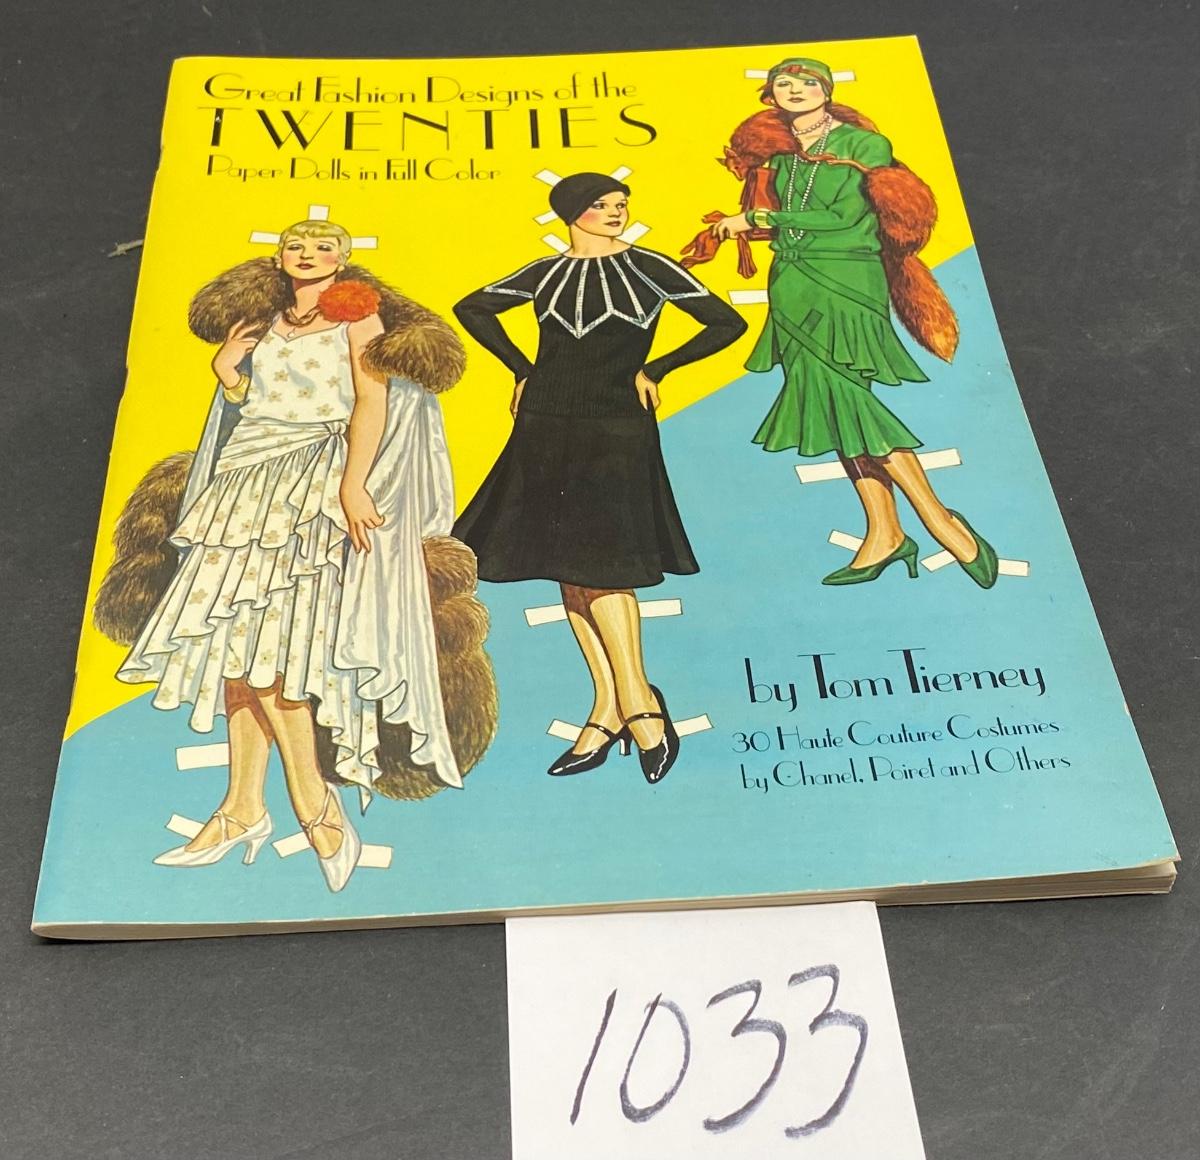 Great Fashion Designs of the
TWENTIES
Paper Dolls in Full Color
by Tom Tierney
30 Haute Couture Costumes
by Chanel, Poiret and Others
1033